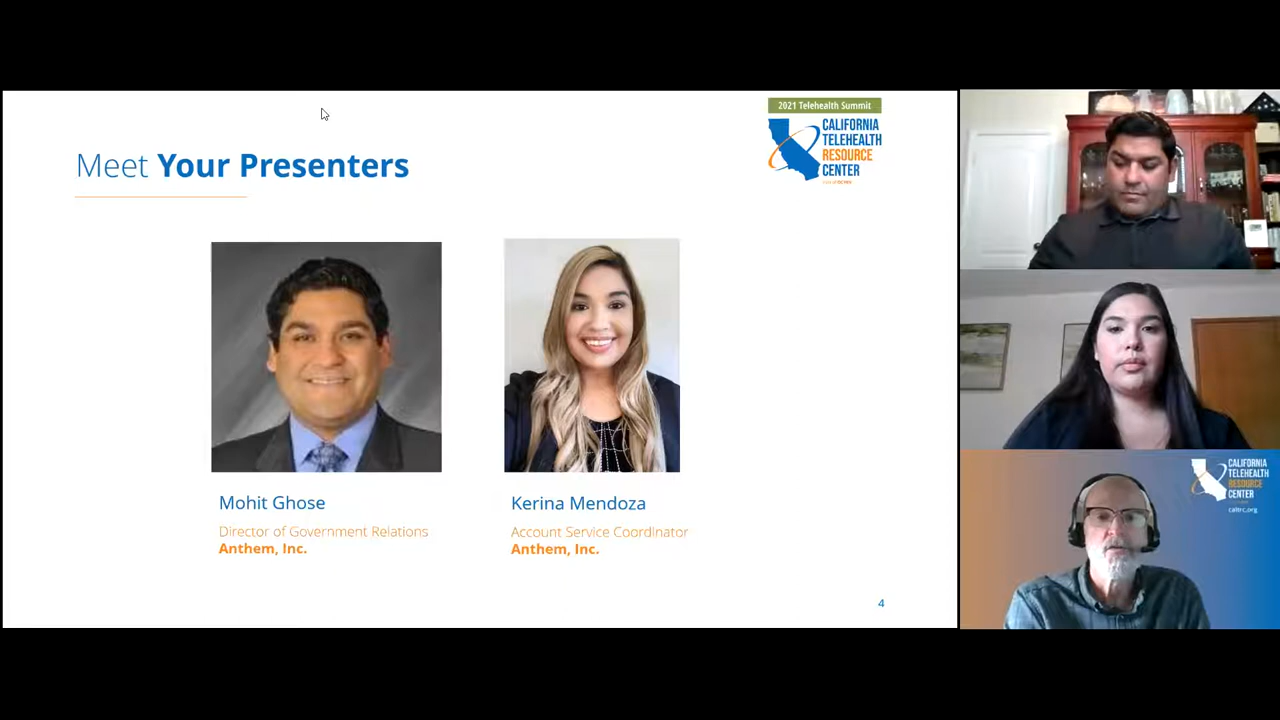 2021 Telehealth Summit
CALIFORNIA
TELEHEALTH
RESOURCE
CENTER
Meet Your Presenters
Mohit Ghose
Director of Government Relations
Anthem, Inc.
Kerina Mendoza
Account Service Coordinator
Anthem, Inc.
4
CALIFORNIA
TELEHEALTH
RESOURCE
CENTER
caltrc.org